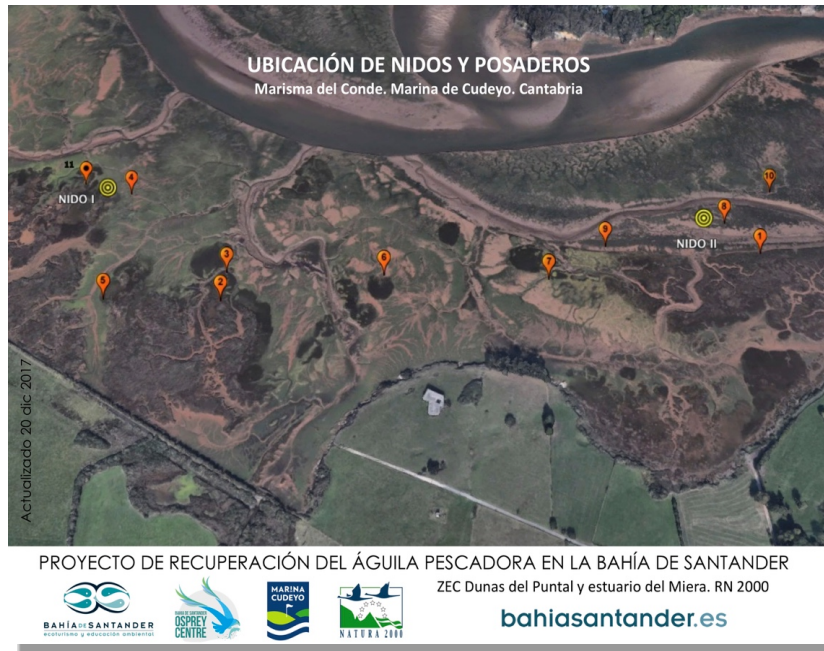 UBICACIÓN DE NIDOS Y POSADEROS
Marisma del Conde. Marina de Cudeyo. Cantabria
11
4
NIDO I
10
8
NIDO II
9
1
3
6
7
5
2
Actualizado 20 dic 2017
PROYECTO DE RECUPERACIÓN DEL ÁGUILA PESCADORA EN LA BAHÍA DE SANTANDER
ZEC Dunas del Puntal y estuario del Miera. RN 2000
BAHÍA DE SANTANDER
ecoturismo y educación ambiental
BAHÍA DE SANTANDER
OSPREY
CENTRE
MARINA
CUDEYO
NATURA 2000
bahiasantander.es